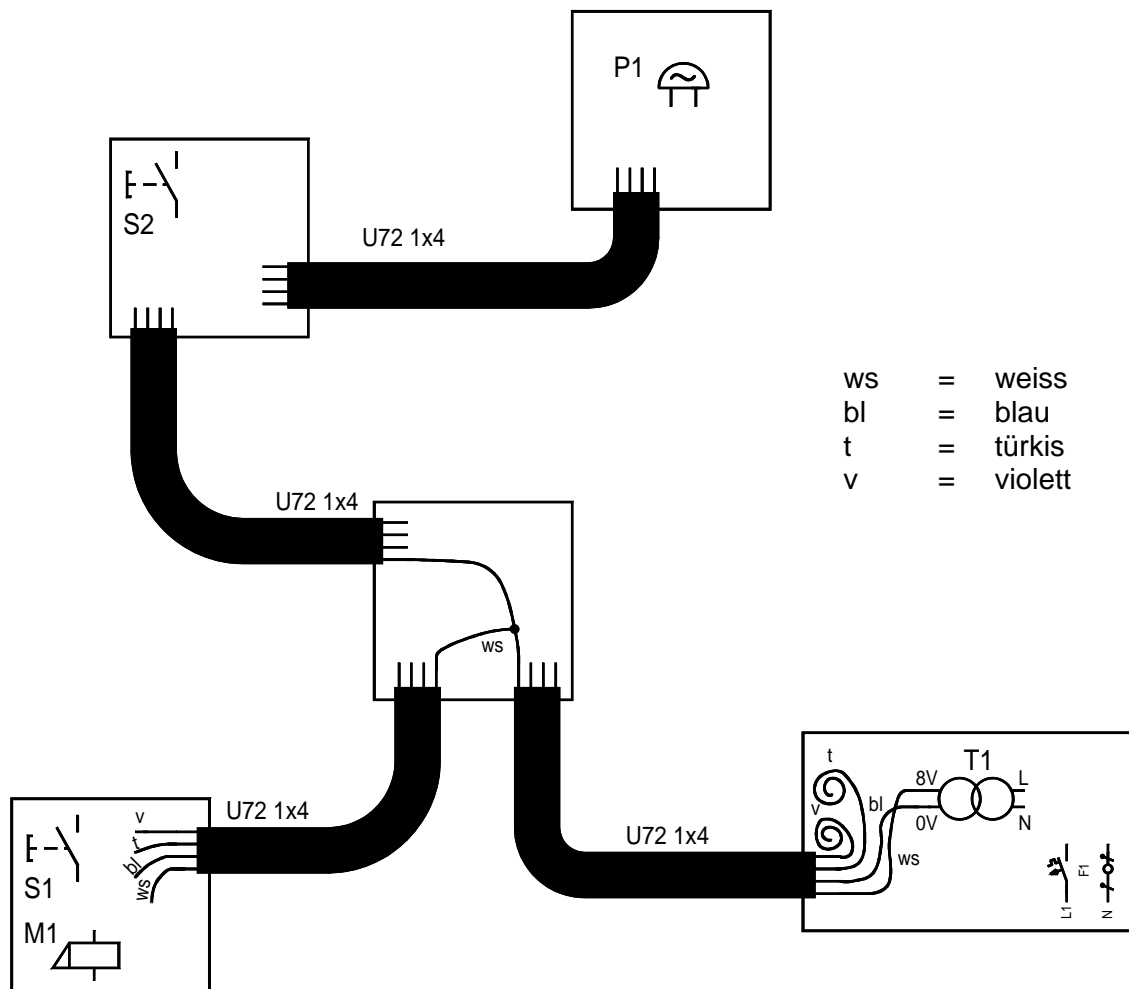 P1
S2
U72 1x4
ws = weiss
bl = blau
t = türkis
v = violett
U72 1x4
ws
t
T1
8V
L
v
bl
0V
N
U72 1x4
v
t
bl
ws
S1
M1
U72 1x4
ws
L1
F1
N